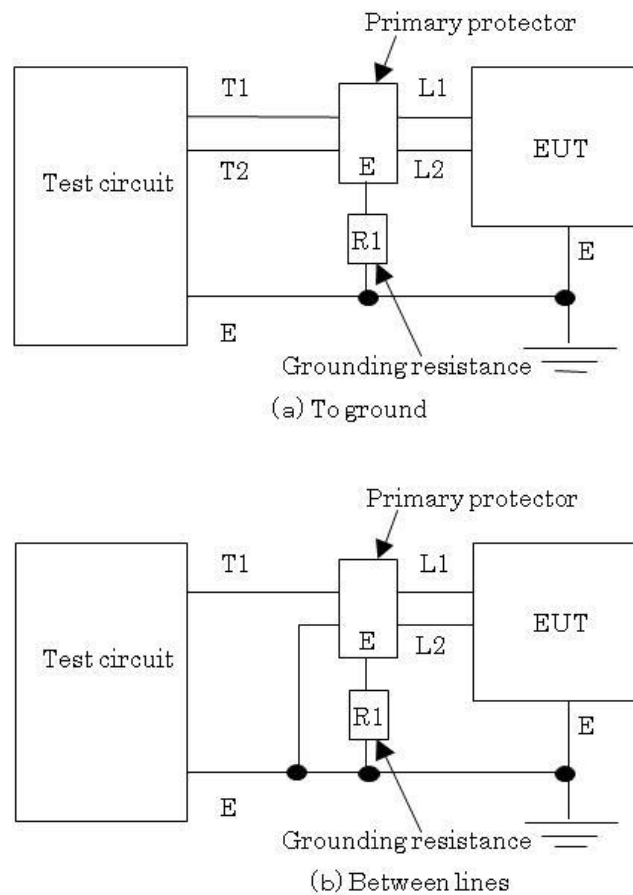 Primary protector
T1
L1
EUT
Test circuit
T2
E
L2
R1
E
E
Grounding resistance
(a) To ground
Primary protector
T1
L1
EUT
Test circuit
E
L2
R1
E
E
Grounding resistance
(b) Between lines